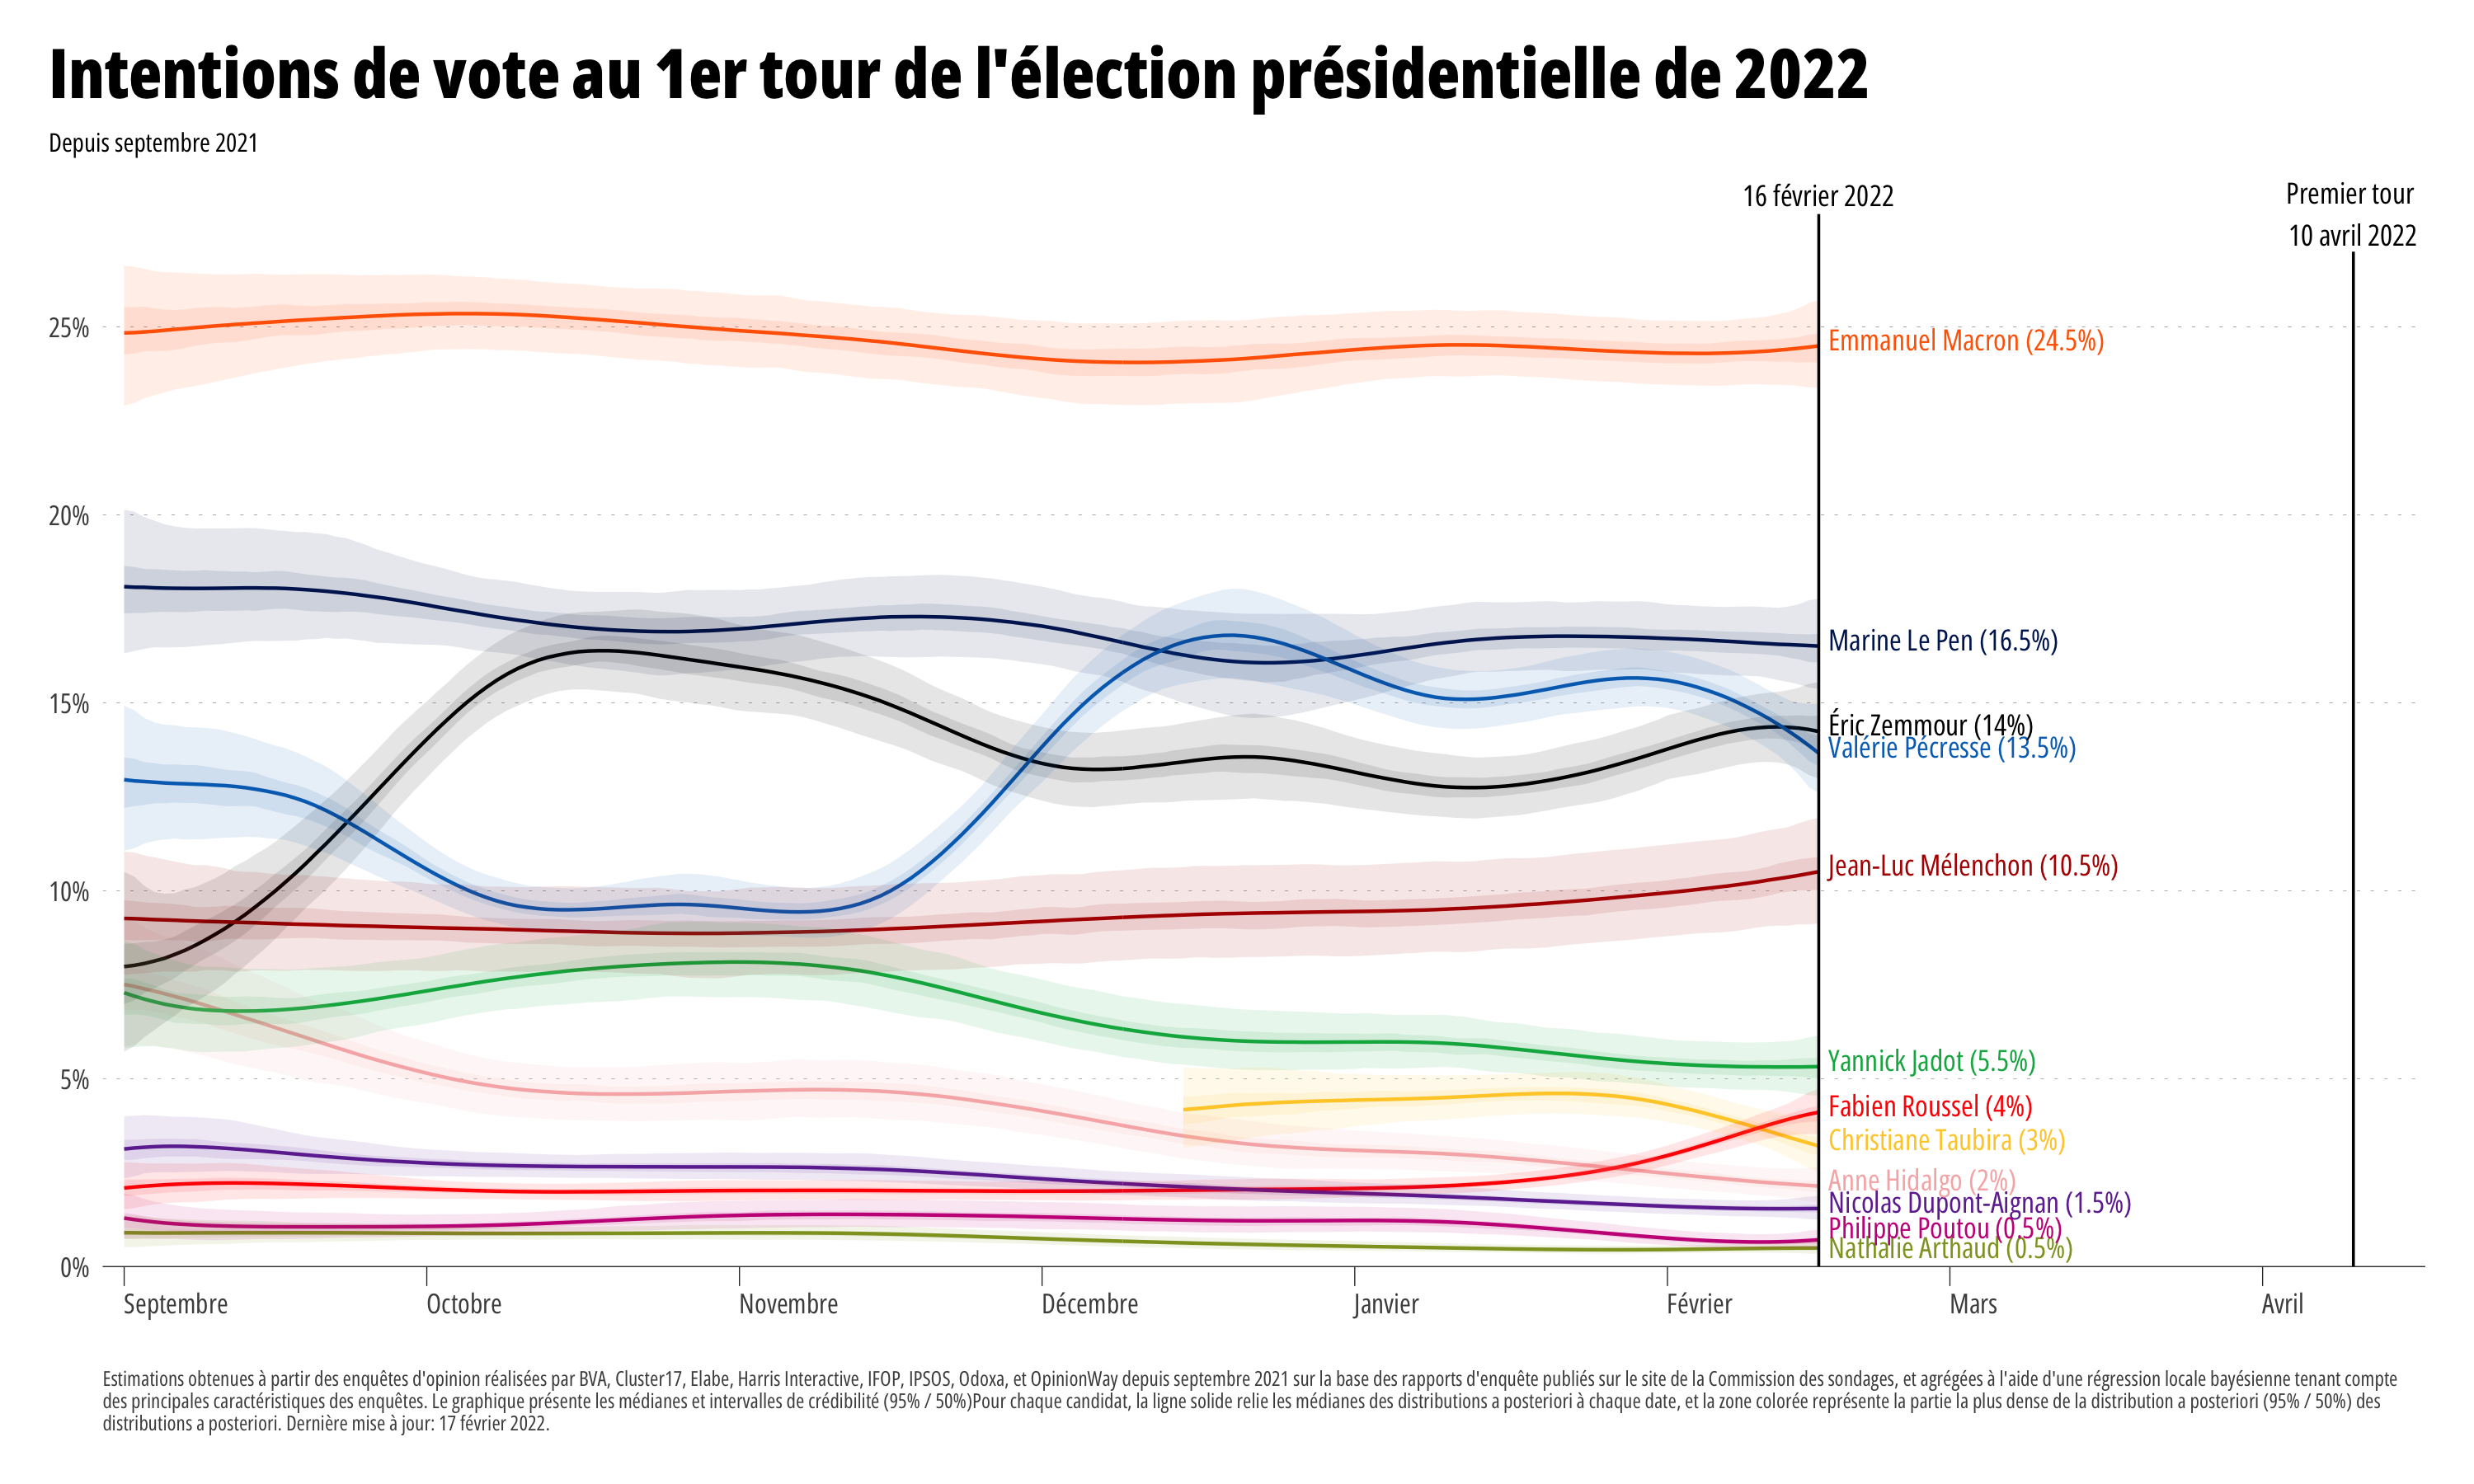 Intentions de vote au 1er tour de l'élection présidentielle de 2022
Depuis septembre 2021
16 février 2022
Premier tour
10 avril 2022
25%
20%
15%
10%
5%
0%
Emmanuel Macron (24.5%)
Marine Le Pen (16.5%)
Éric Zemmour (14%)
Valérie Pécresse (13.5%)
Jean-Luc Mélenchon (10.5%)
Yannick Jadot (5.5%)
Fabien Roussel (4%)
Christiane Taubira (3%)
Anne Hidalgo (2%)
Nicolas Dupont-Aignan (1.5%)
Philippe Poutou (0.5%)
Nathalie Arthaud (0.5%)
Septembre
Octobre
Novembre
Décembre
Janvier
Février
Mars
Avril
Estimations obtenues à partir des enquêtes d'opinion réalisées par BVA, Cluster17, Elabe, Harris Interactive, IFOP, IPSOS, Odoxa, et OpinionWay depuis septembre 2021 sur la base des rapports d'enquête publiés sur le site de la Commission des sondages, et agrégées à l'aide d'une régression locale bayésienne tenant compte
des principales caractéristiques des enquêtes. Le graphique présente les médianes et intervalles de crédibilité (95% / 50%)Pour chaque candidat, la ligne solide relie les médianes des distributions a posteriori à chaque date, et la zone colorée représente la partie la plus dense de la distribution a posteriori (95% / 50%) des
distributions a posteriori. Dernière mise à jour: 17 février 2022.